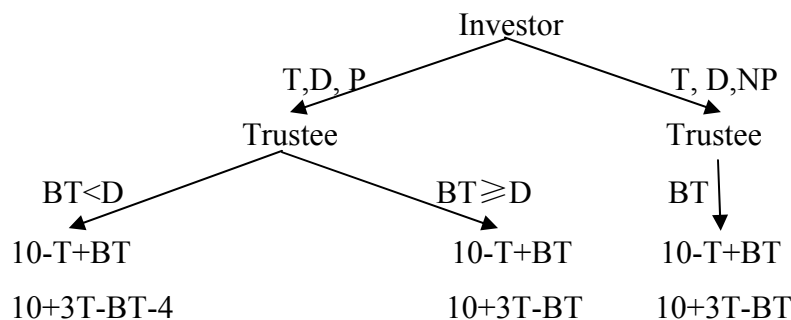 Investor
T,D, P T, D,NP
Trustee Trustee
BT<D BT≥D BT
10-T+BT 10-T+BT 10-T+BT
10+3T-BT-4 10+3T-BT 10+3T-BT